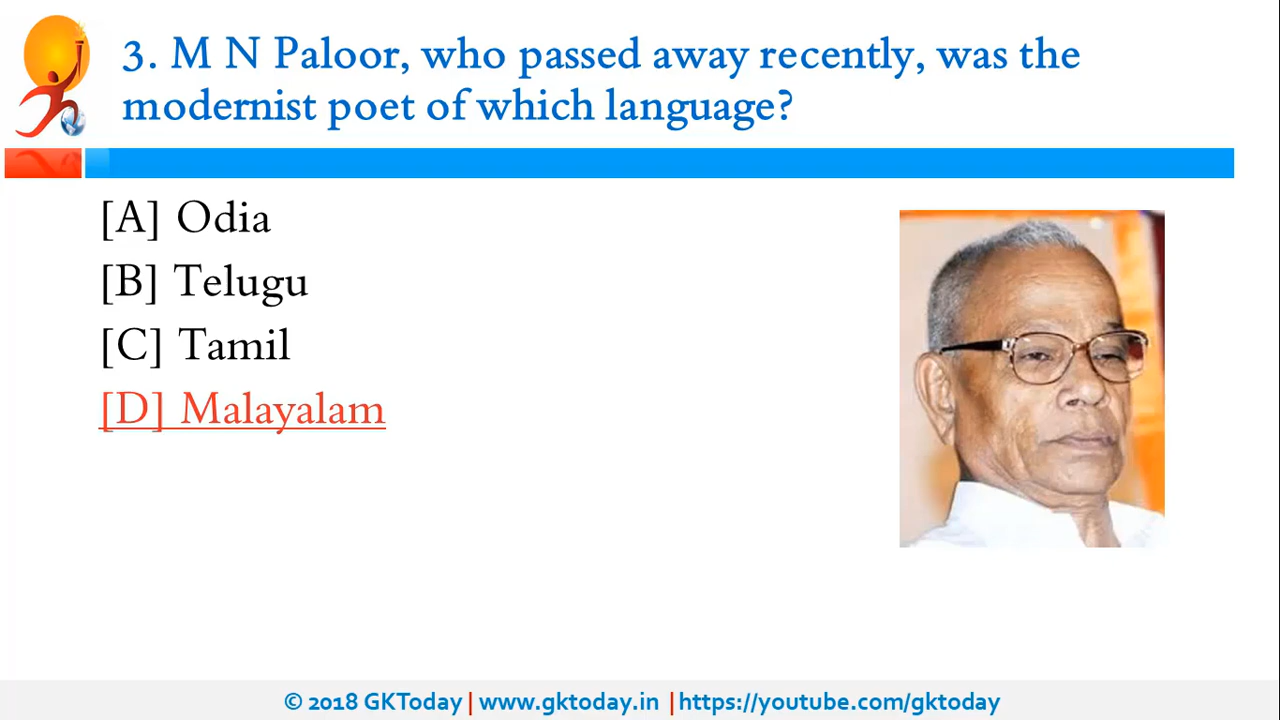 3. M N Paloor, who passed away recently, was the
modernist poet of which language?
[A] Odia
[B] Telugu
[C] Tamil
[D] Malayalam
© 2018 GKToday | www.gktoday.in | https://youtube.com/gktoday